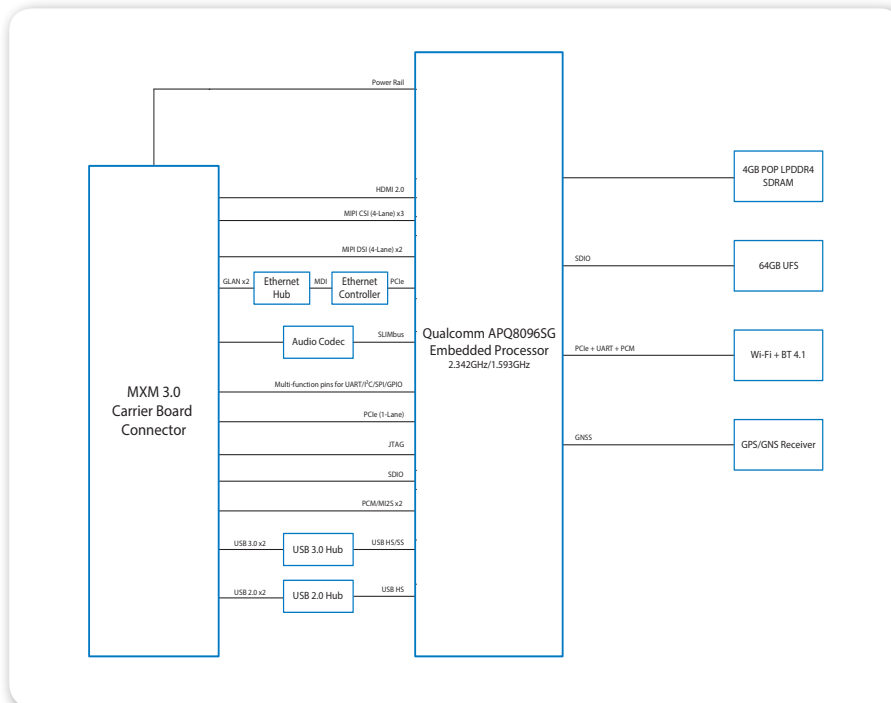 Power Rail
4GB POP LPDDR4
SDRAM
HDMI 2.0
MIPI CSI (4-Lane) x3
MIPI DSI (4-Lane) x2
SDIO
64GB UFS
GLAN x2
Ethernet
Hub
MDI
Ethernet
Controller
PCIe
Audio Codec
SLIMbus
Qualcomm APQ8096SG
Embedded Processor
2.342GHz/1.593GHz
PCIe + UART + PCM
Wi-Fi + BT 4.1
MXM 3.0
Carrier Board
Connector
Multi-function pins for UART/I²C/SPI/GPIO
PCIe (1-Lane)
JTAG
GNSS
GPS/GNS Receiver
SDIO
PCM/MI2S x2
USB 3.0 x2
USB 3.0 Hub
USB HS/SS
USB 2.0 x2
USB 2.0 Hub
USB HS